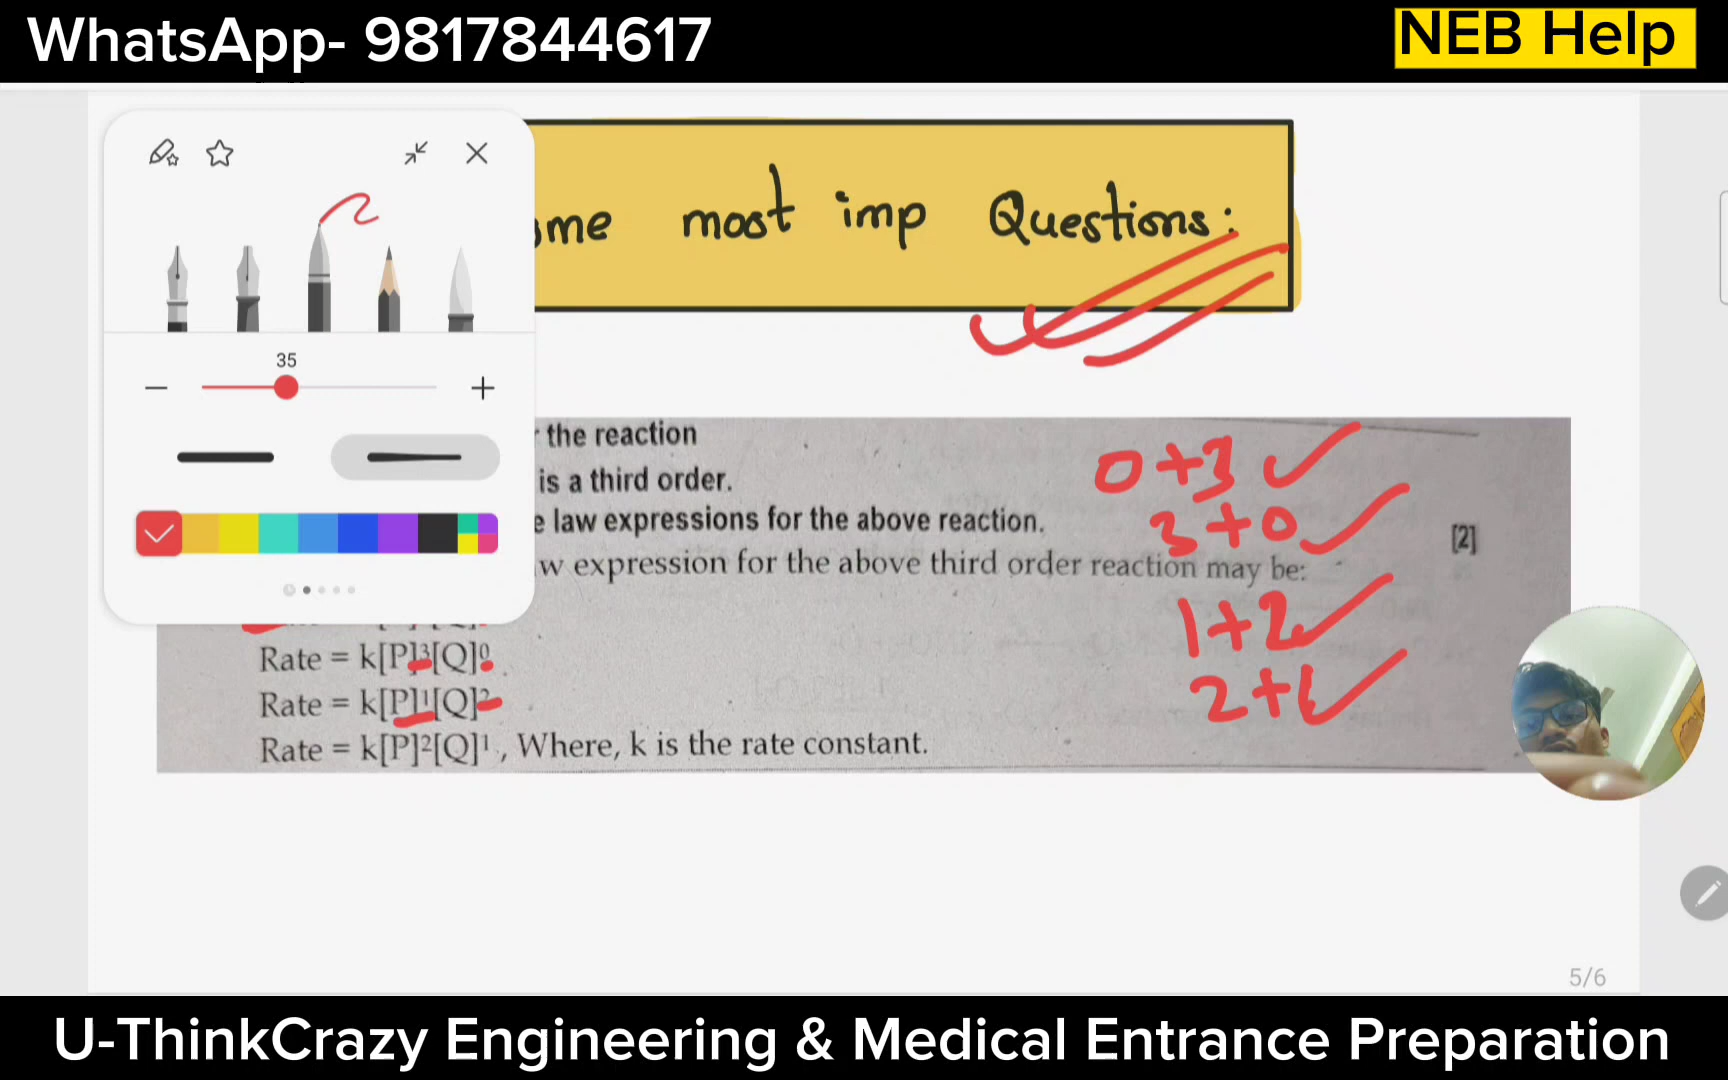 WhatsApp- 9817844617
NEB Help
me most imp Questions:
35
the reaction
is a third order.
e law expressions for the above reaction.
[2]
w expression for the above third order reaction may be:
0+3
3+0
1+2
2+1
Rate = k[P]³[Q]⁰
Rate = k[P]¹[Q]²
Rate = k[P]²[Q]¹, Where, k is the rate constant.
5/6
U-ThinkCrazy Engineering & Medical Entrance Preparation